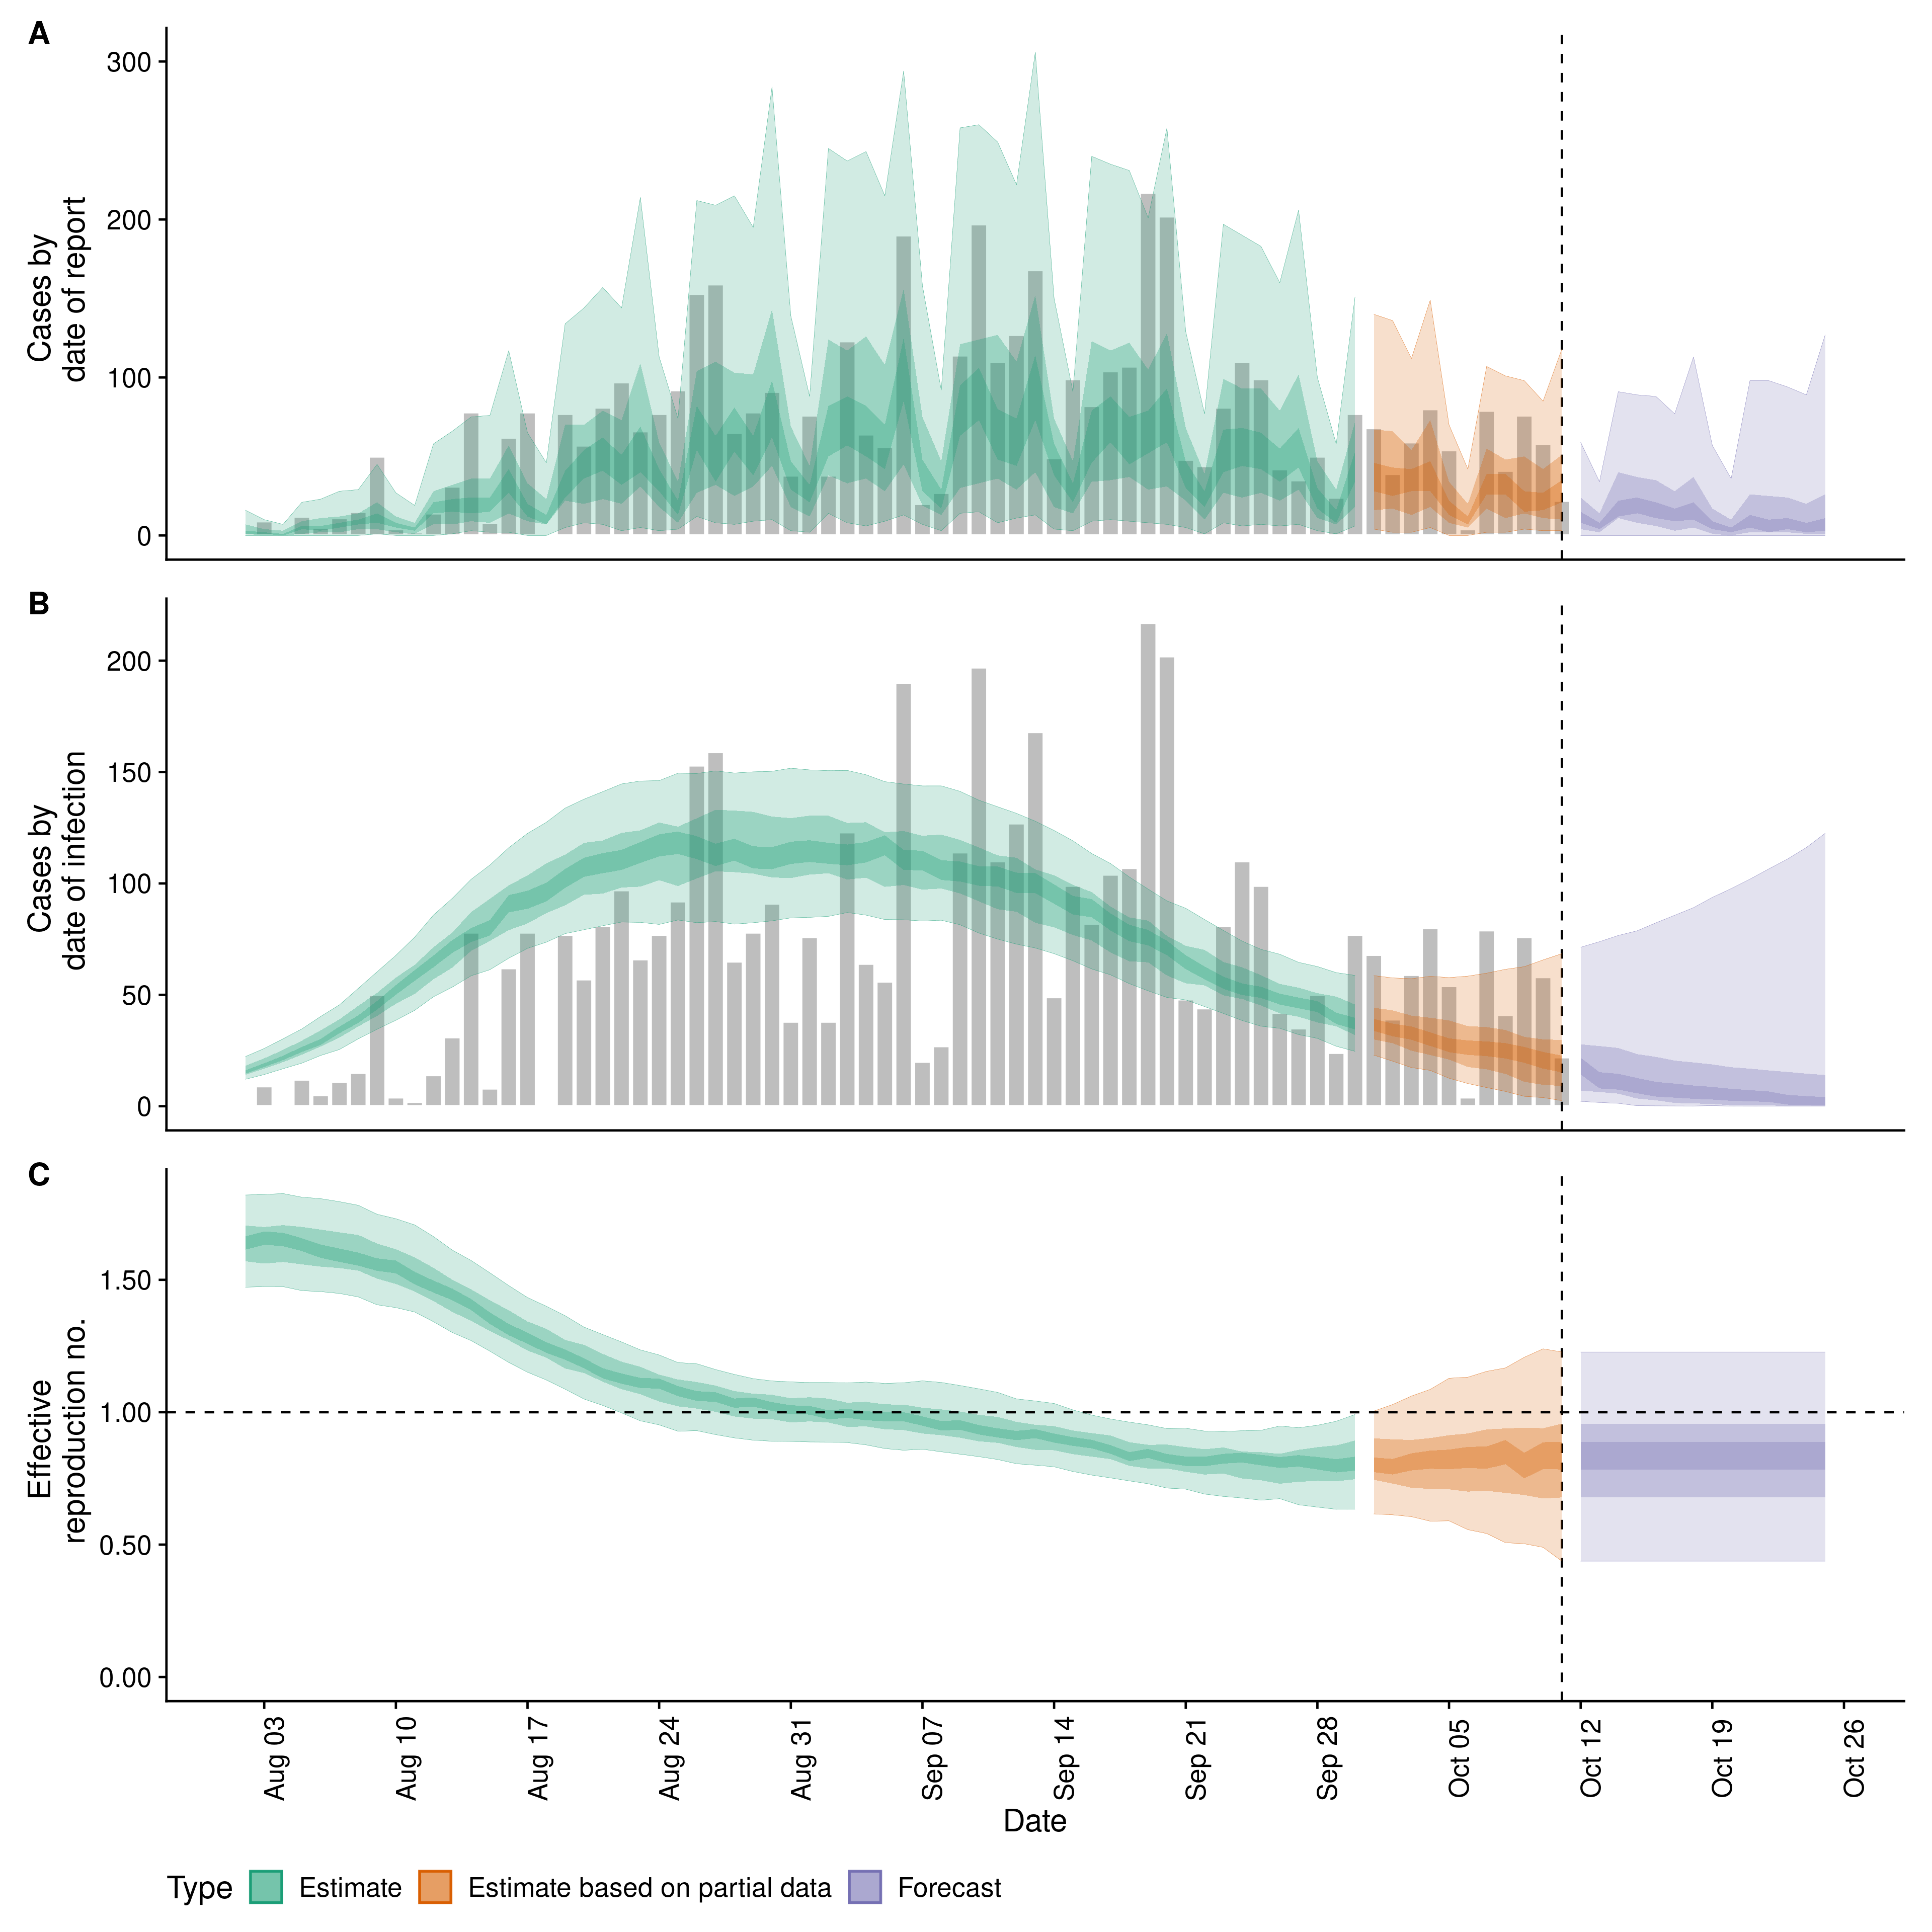 A
300
200
100
0
Cases by
date of report
B
200
150
100
50
0
Cases by
date of infection
C
1.50
1.00
0.50
0.00
Effective
reproduction no.
Aug 03
Aug 10
Aug 17
Aug 24
Aug 31
Sep 07
Sep 14
Sep 21
Sep 28
Oct 05
Oct 12
Oct 19
Oct 26
Date
Type Estimate Estimate based on partial data Forecast